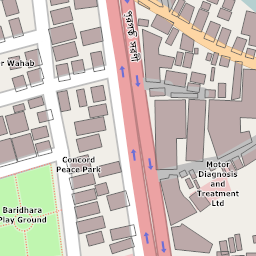 r Wahab
Concord
Peace Park
Motor
Diagnosis
and
Treatment
Ltd
Baridhara
Play Ground